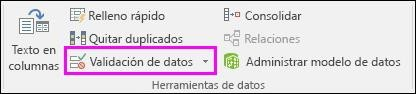 Texto en
columnas
Relleno rápido
Quitar duplicados
Validación de datos
Consolidar
Relaciones
Administrar modelo de datos
Herramientas de datos